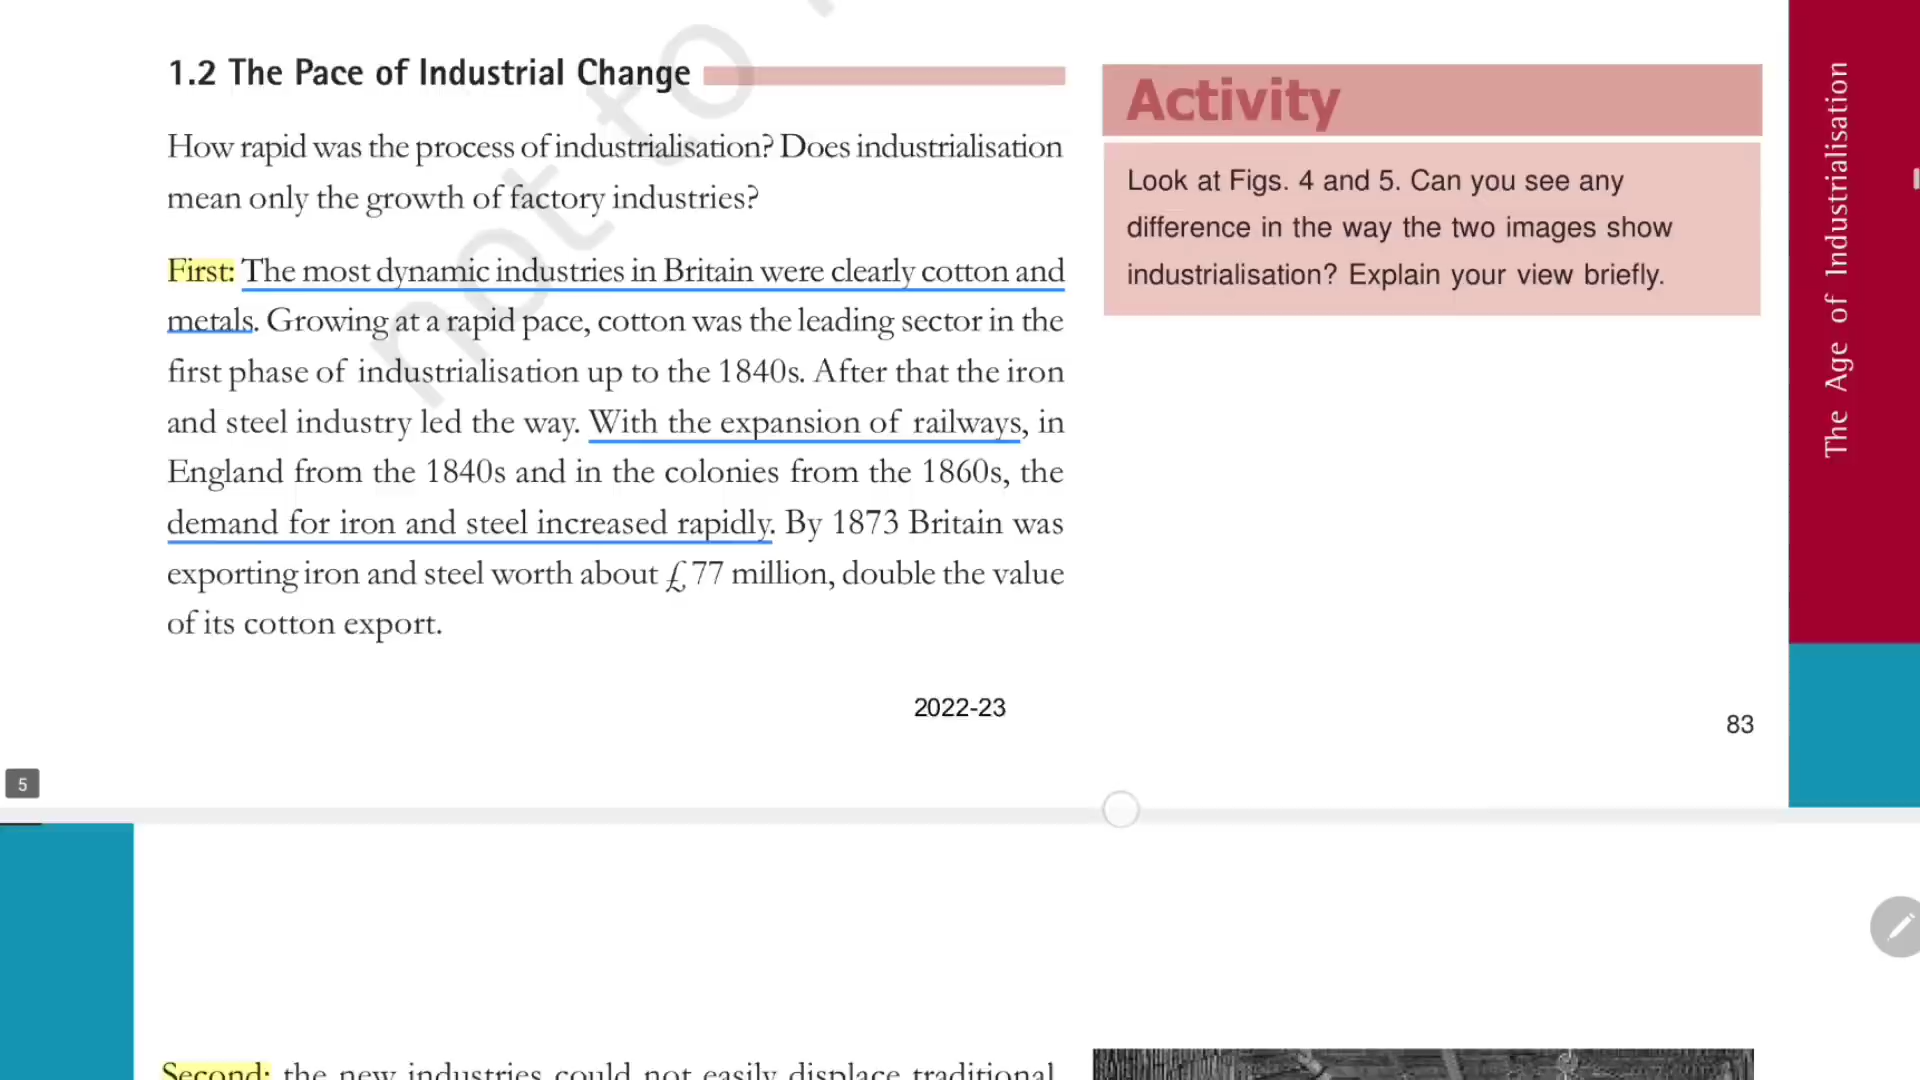 1.2 The Pace of Industrial Change
How rapid was the process of industrialisation? Does industrialisation
mean only the growth of factory industries?
First: The most dynamic industries in Britain were clearly cotton and
metals. Growing at a rapid pace, cotton was the leading sector in the
first phase of industrialisation up to the 1840s. After that the iron
and steel industry led the way. With the expansion of railways, in
England from the 1840s and in the colonies from the 1860s, the
demand for iron and steel increased rapidly. By 1873 Britain was
exporting iron and steel worth about £77 million, double the value
of its cotton export.
Activity
Look at Figs. 4 and 5. Can you see any
difference in the way the two images show
industrialisation? Explain your view briefly.
The Age of Industrialisation
not to
2022-23
83
5
Second: the new industries could not easily displace traditional